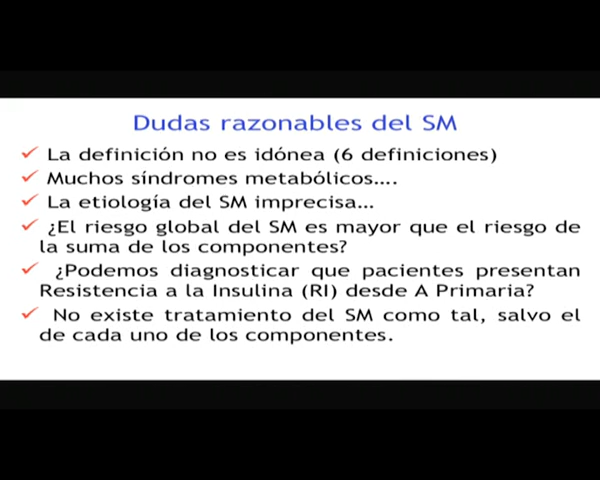 Dudas razonables del SM
La definición no es idónea (6 definiciones)
Muchos síndromes metabólicos....
La etiología del SM imprecisa...
¿El riesgo global del SM es mayor que el riesgo de
la suma de los componentes?
¿Podemos diagnosticar que pacientes presentan
Resistencia a la Insulina (RI) desde A Primaria?
No existe tratamiento del SM como tal, salvo el
de cada uno de los componentes.